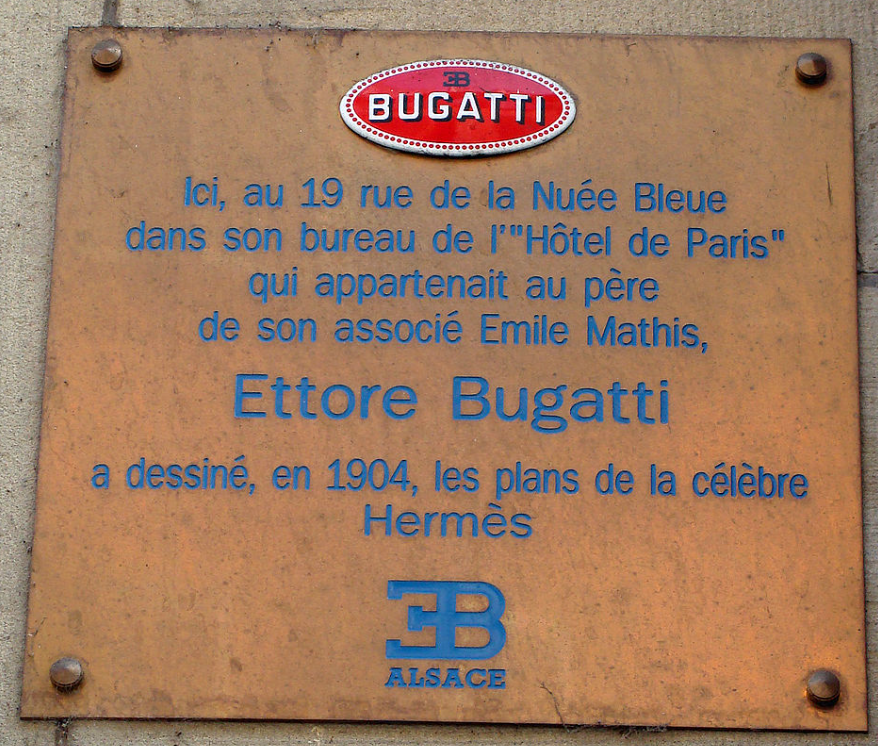 EB
BUGATTI
Ici, au 19 rue de la Nuée Bleue
dans son bureau de l'"Hôtel de Paris"
qui appartenait au père
de son associé Emile Mathis,
Ettore Bugatti
a dessiné, en 1904, les plans de la célèbre
Hermès
EB
ALSACE